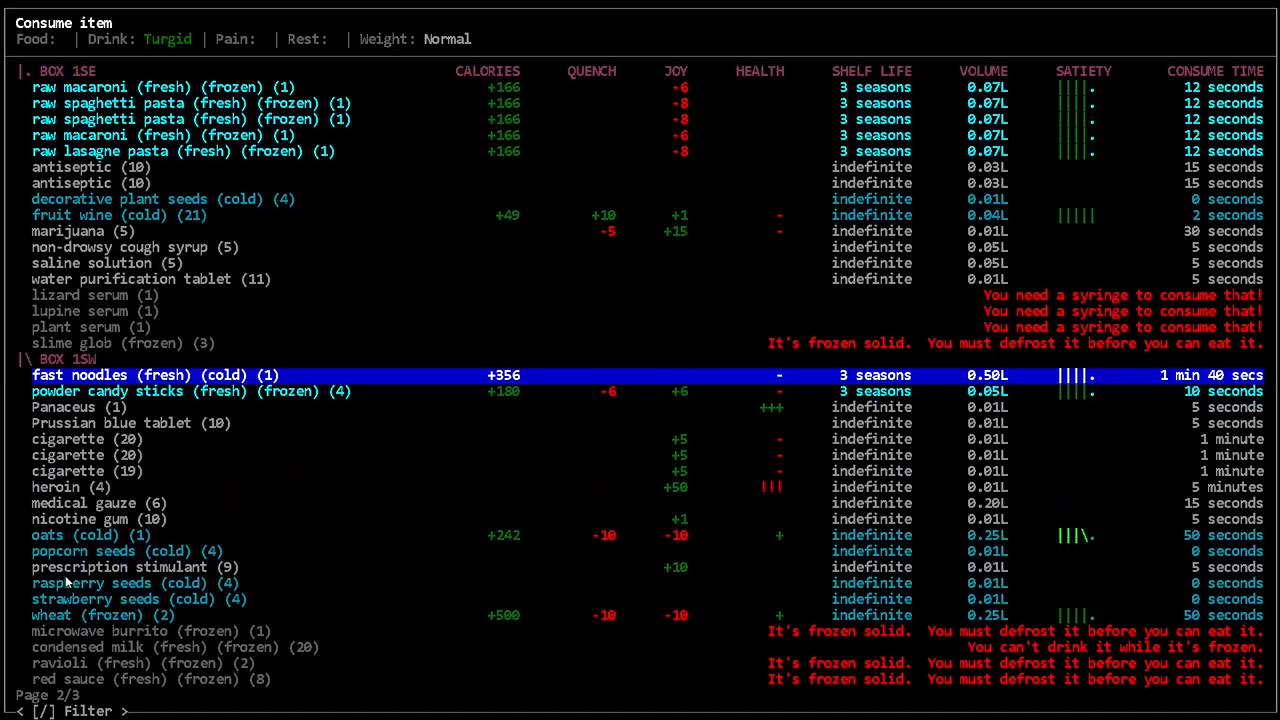 Consume item
Food:  | Drink: Turgid | Pain:  | Rest:  | Weight: Normal
|. BOX 1SE CALORIES QUENCH JOY HEALTH SHELF LIFE VOLUME SATIETY CONSUME TIME
raw macaroni (fresh) (frozen) (1) +166 -6 3 seasons 0.07L ||||. 12 seconds
raw spaghetti pasta (fresh) (frozen) (1) +166 -8 3 seasons 0.07L ||||. 12 seconds
raw spaghetti pasta (fresh) (frozen) (1) +166 -8 3 seasons 0.07L ||||. 12 seconds
raw macaroni (fresh) (frozen) (1) +166 -6 3 seasons 0.07L ||||. 12 seconds
raw lasagne pasta (fresh) (frozen) (1) +166 -8 3 seasons 0.07L ||||. 12 seconds
antiseptic (10) indefinite 0.03L 15 seconds
antiseptic (10) indefinite 0.03L 15 seconds
decorative plant seeds (cold) (4) indefinite 0.01L 0 seconds
fruit wine (cold) (21) +49 +10 +1 - indefinite 0.04L ||||| 2 seconds
marijuana (5) -5 +15 - indefinite 0.01L 30 seconds
non-drowsy cough syrup (5) indefinite 0.05L 5 seconds
saline solution (5) indefinite 0.05L 5 seconds
water purification tablet (11) indefinite 0.01L 5 seconds
lizard serum (1) You need a syringe to consume that!
lupine serum (1) You need a syringe to consume that!
plant serum (1) You need a syringe to consume that!
slime glob (frozen) (3) It's frozen solid.  You must defrost it before you can eat it.
|\ BOX 1SW
fast noodles (fresh) (cold) (1) +356 - 3 seasons 0.50L ||||. 1 min 40 secs
powder candy sticks (fresh) (frozen) (4) +180 -6 +6 - 3 seasons 0.05L ||||. 10 seconds
Panaceus (1) +++ indefinite 0.01L 5 seconds
Prussian blue tablet (10) indefinite 0.01L 5 seconds
cigarette (20) +5 - indefinite 0.01L 1 minute
cigarette (20) +5 - indefinite 0.01L 1 minute
cigarette (19) +5 - indefinite 0.01L 1 minute
heroin (4) +50 !!! indefinite 0.01L 5 minutes
medical gauze (6) indefinite 0.20L 15 seconds
nicotine gum (10) +1 indefinite 0.01L 5 seconds
oats (cold) (1) +242 -10 -10 + indefinite 0.25L |||\. 50 seconds
popcorn seeds (cold) (4) indefinite 0.01L 0 seconds
prescription stimulant (9) +10 indefinite 0.01L 5 seconds
raspberry seeds (cold) (4) indefinite 0.01L 0 seconds
strawberry seeds (cold) (4) indefinite 0.01L 0 seconds
wheat (frozen) (2) +500 -10 -10 + indefinite 0.25L ||||. 50 seconds
microwave burrito (frozen) (1) It's frozen solid.  You must defrost it before you can eat it.
condensed milk (fresh) (frozen) (20) You can't drink it while it's frozen.
ravioli (fresh) (frozen) (2) It's frozen solid.  You must defrost it before you can eat it.
red sauce (fresh) (frozen) (8) It's frozen solid.  You must defrost it before you can eat it.
Page 2/3
< [/] Filter >